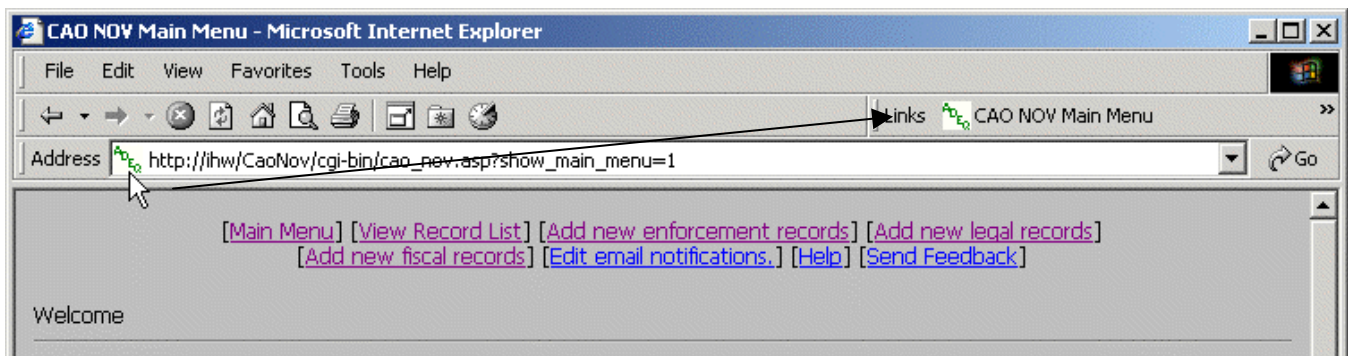 CAO NOV Main Menu - Microsoft Internet Explorer
File Edit View Favorites Tools Help
Links ADEQ CAO NOV Main Menu »
Address ADEQ http://ihw/CaoNov/cgi-bin/cao_nov.asp?show_main_menu=1 Go
[Main Menu] [View Record List] [Add new enforcement records] [Add new legal records]
[Add new fiscal records] [Edit email notifications.] [Help] [Send Feedback]
Welcome